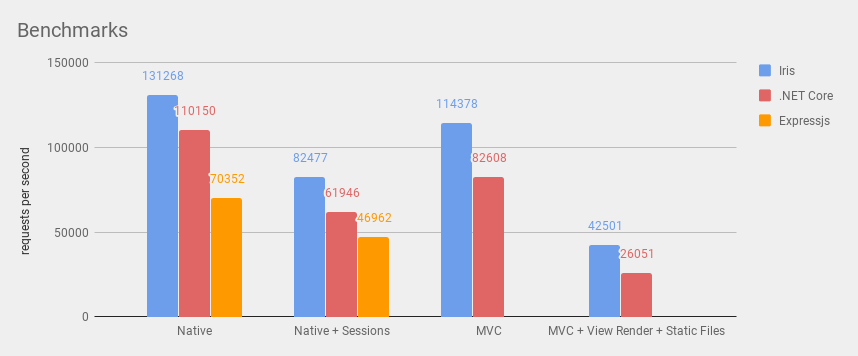 Benchmarks
requests per second
150000
100000
50000
0
131268
110150
70352
82477
61946
46962
114378
82608
42501
26051
Native
Native + Sessions
MVC
MVC + View Render + Static Files
Iris
.NET Core
Expressjs